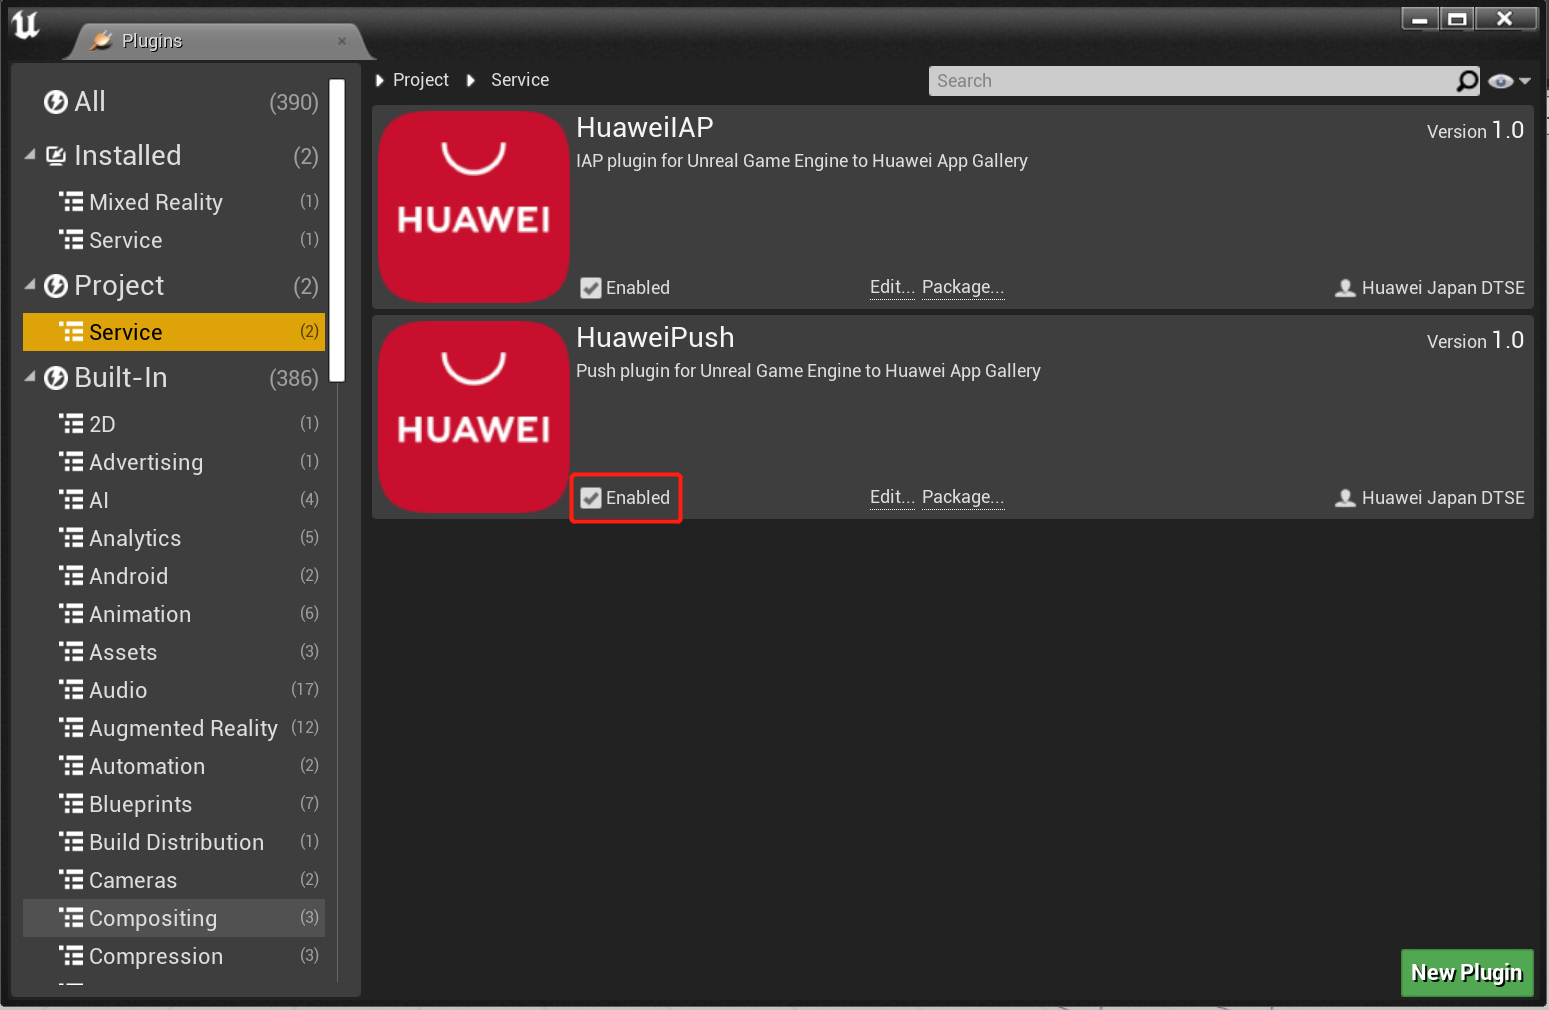 Plugins
All (390)
Installed (2)
Mixed Reality (1)
Service (1)
Project (2)
Service (2)
Built-In (386)
2D (1)
Advertising (1)
AI (4)
Analytics (5)
Android (2)
Animation (6)
Assets (3)
Audio (17)
Augmented Reality (12)
Automation (2)
Blueprints (7)
Build Distribution (1)
Cameras (2)
Compositing (3)
Compression (3)
Project Service
Search
HUAWEI
HuaweiIAP
Version 1.0
IAP plugin for Unreal Game Engine to Huawei App Gallery
Enabled Edit... Package... Huawei Japan DTSE
HUAWEI
HuaweiPush
Version 1.0
Push plugin for Unreal Game Engine to Huawei App Gallery
Enabled Edit... Package... Huawei Japan DTSE
New Plugin